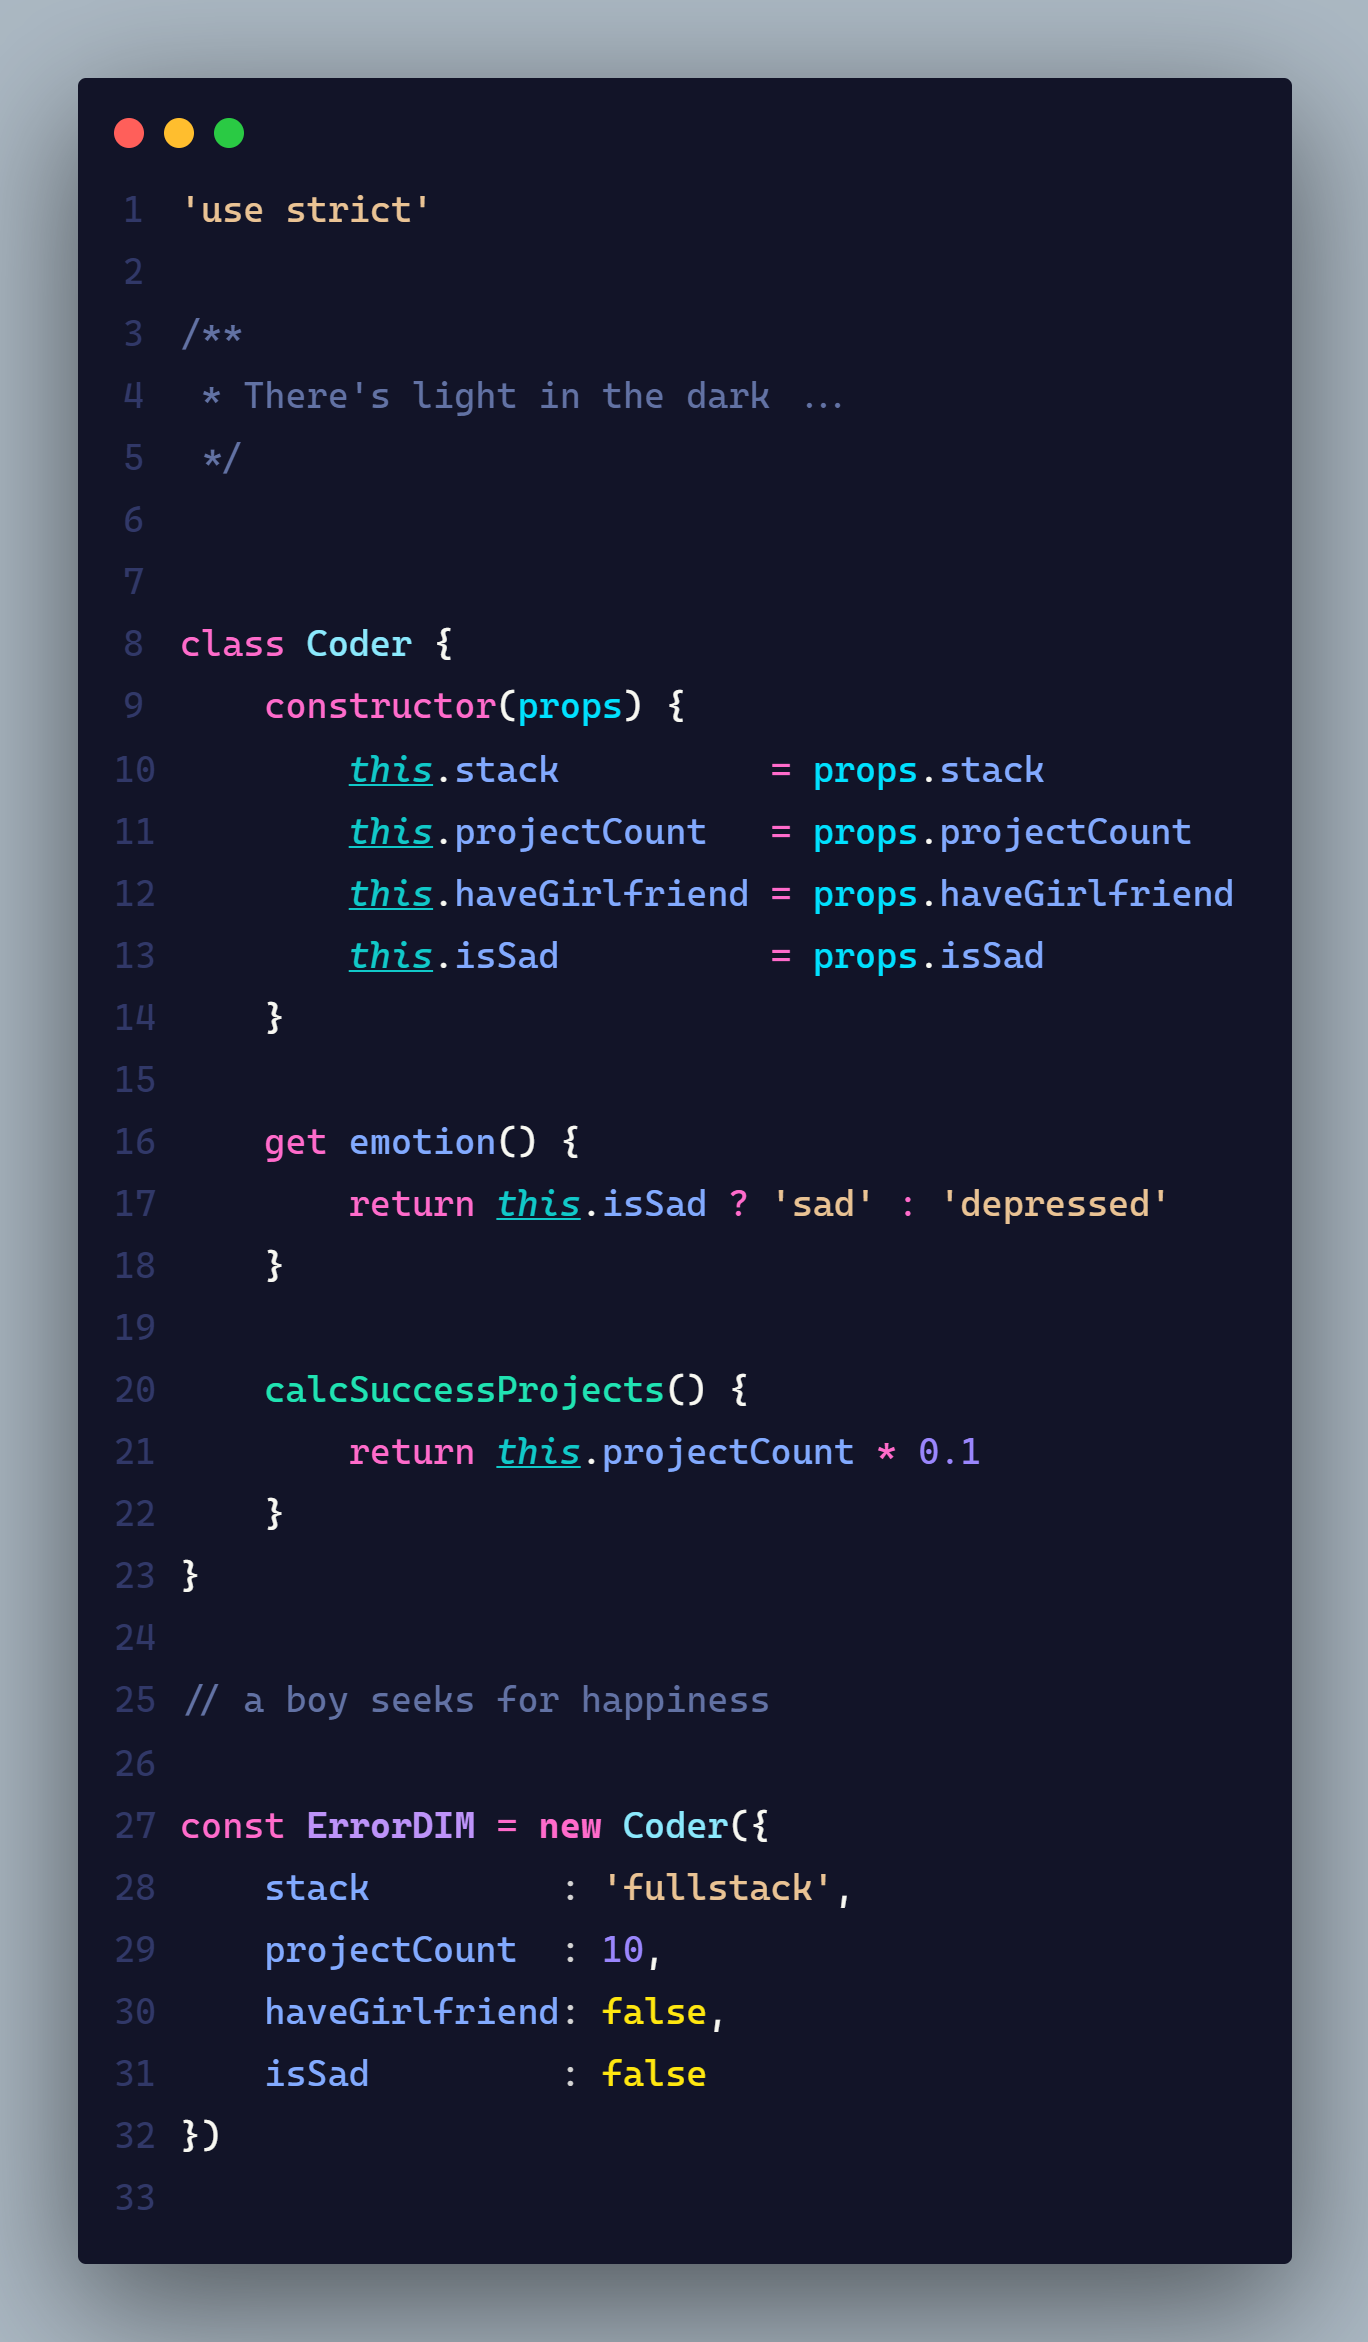 1 'use strict'
2
3 /**
4  * There's light in the dark ...
5  */
6
7
8 class Coder {
9     constructor(props) {
10         this.stack          = props.stack
11         this.projectCount   = props.projectCount
12         this.haveGirlfriend = props.haveGirlfriend
13         this.isSad          = props.isSad
14     }
15
16     get emotion() {
17         return this.isSad ? 'sad' : 'depressed'
18     }
19
20     calcSuccessProjects() {
21         return this.projectCount * 0.1
22     }
23 }
24
25 // a boy seeks for happiness
26
27 const ErrorDIM = new Coder({
28     stack         : 'fullstack',
29     projectCount  : 10,
30     haveGirlfriend: false,
31     isSad         : false
32 })
33